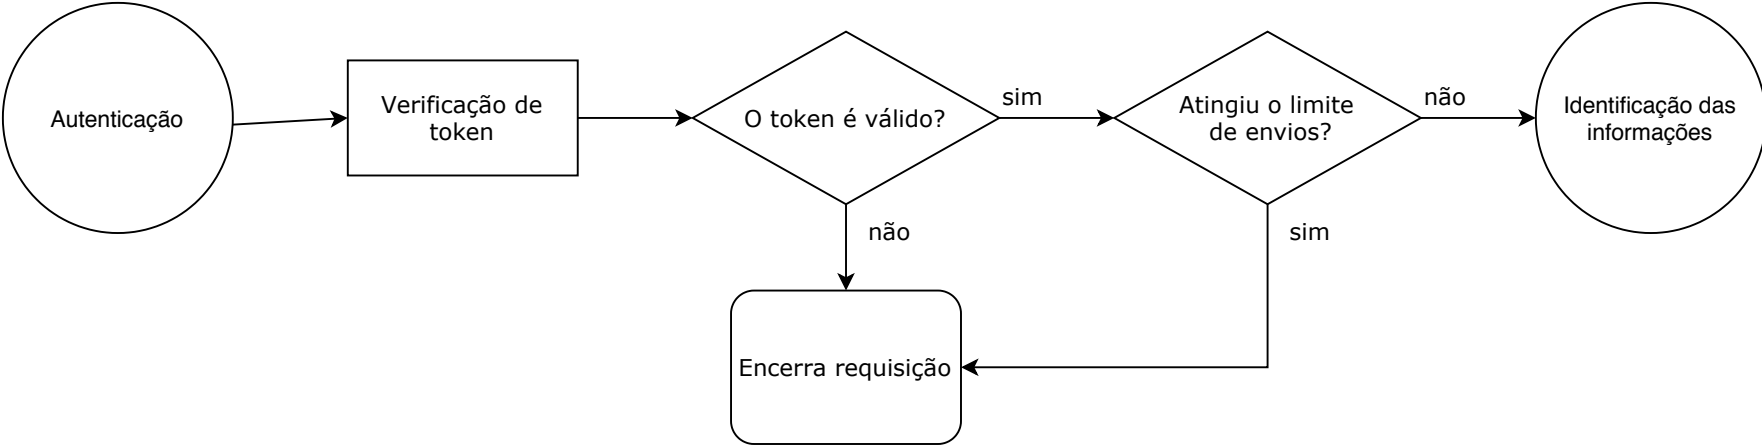 Autenticação
Verificação de
token
O token é válido?
sim
não
Atingiu o limite
de envios?
não
sim
Identificação das
informações
Encerra requisição